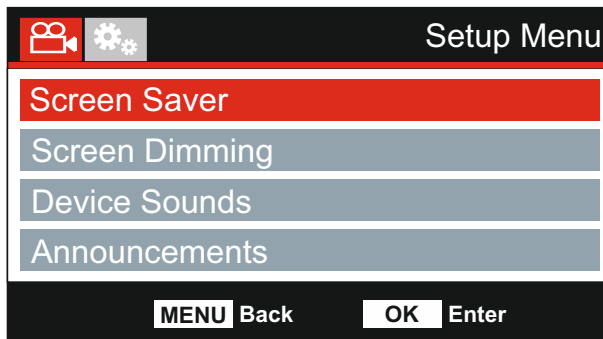 Setup Menu
Screen Saver
Screen Dimming
Device Sounds
Announcements
MENU Back OK Enter